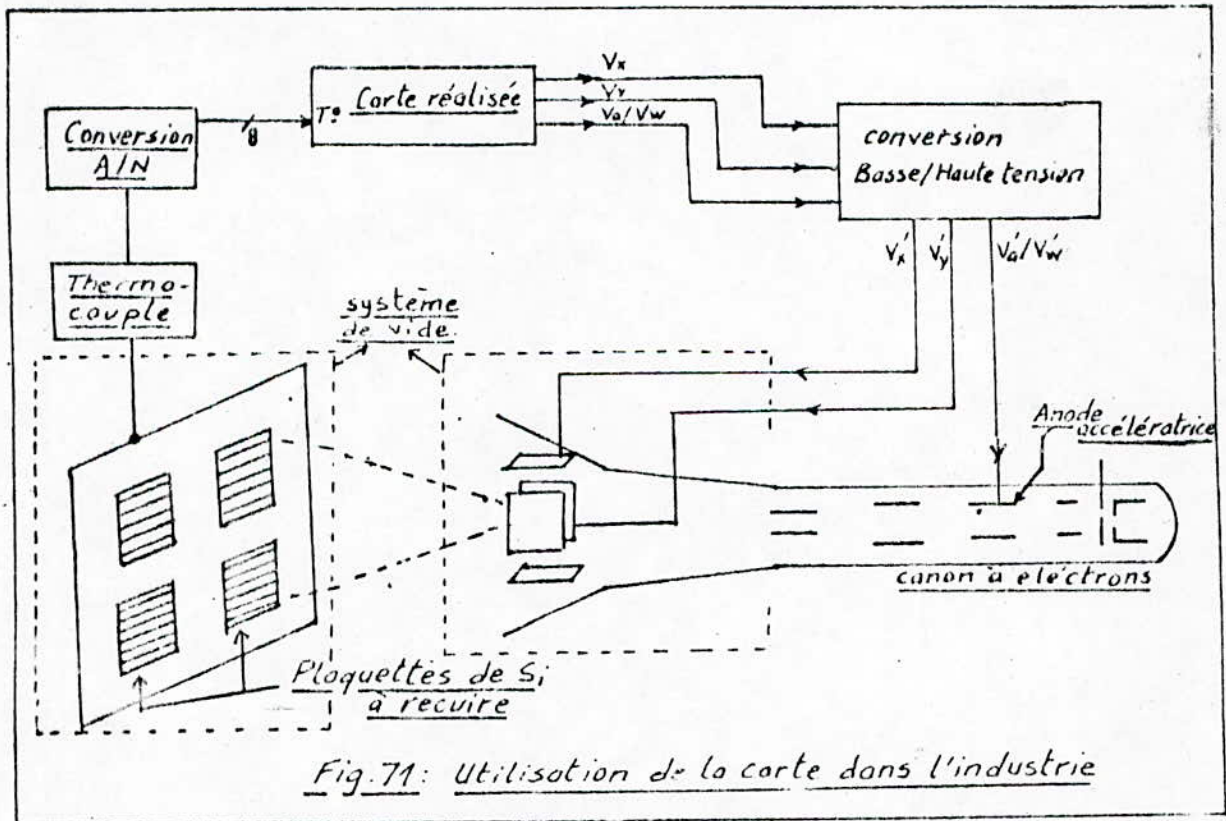 Conversion
A/N
8
T°
Carte réalisée
Vx
Vy
Va/Vw
conversion
Basse/Haute tension
V'x
V'y
V'a/V'w
Thermo-
couple
système
de vide
Anode
accélératrice
canon à eléctrons
Plaquettes de Si
à recuire
Fig.71: Utilisation de la carte dans l'industrie